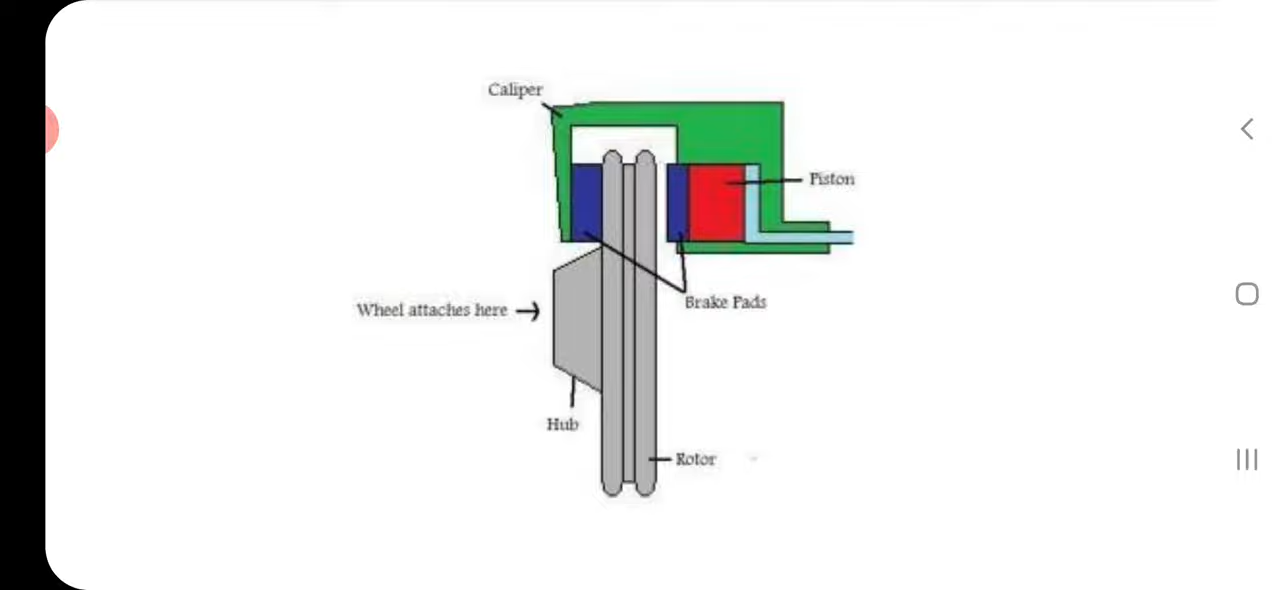 Caliper
Piston
Brake Pads
Wheel attaches here
Hub
Rotor